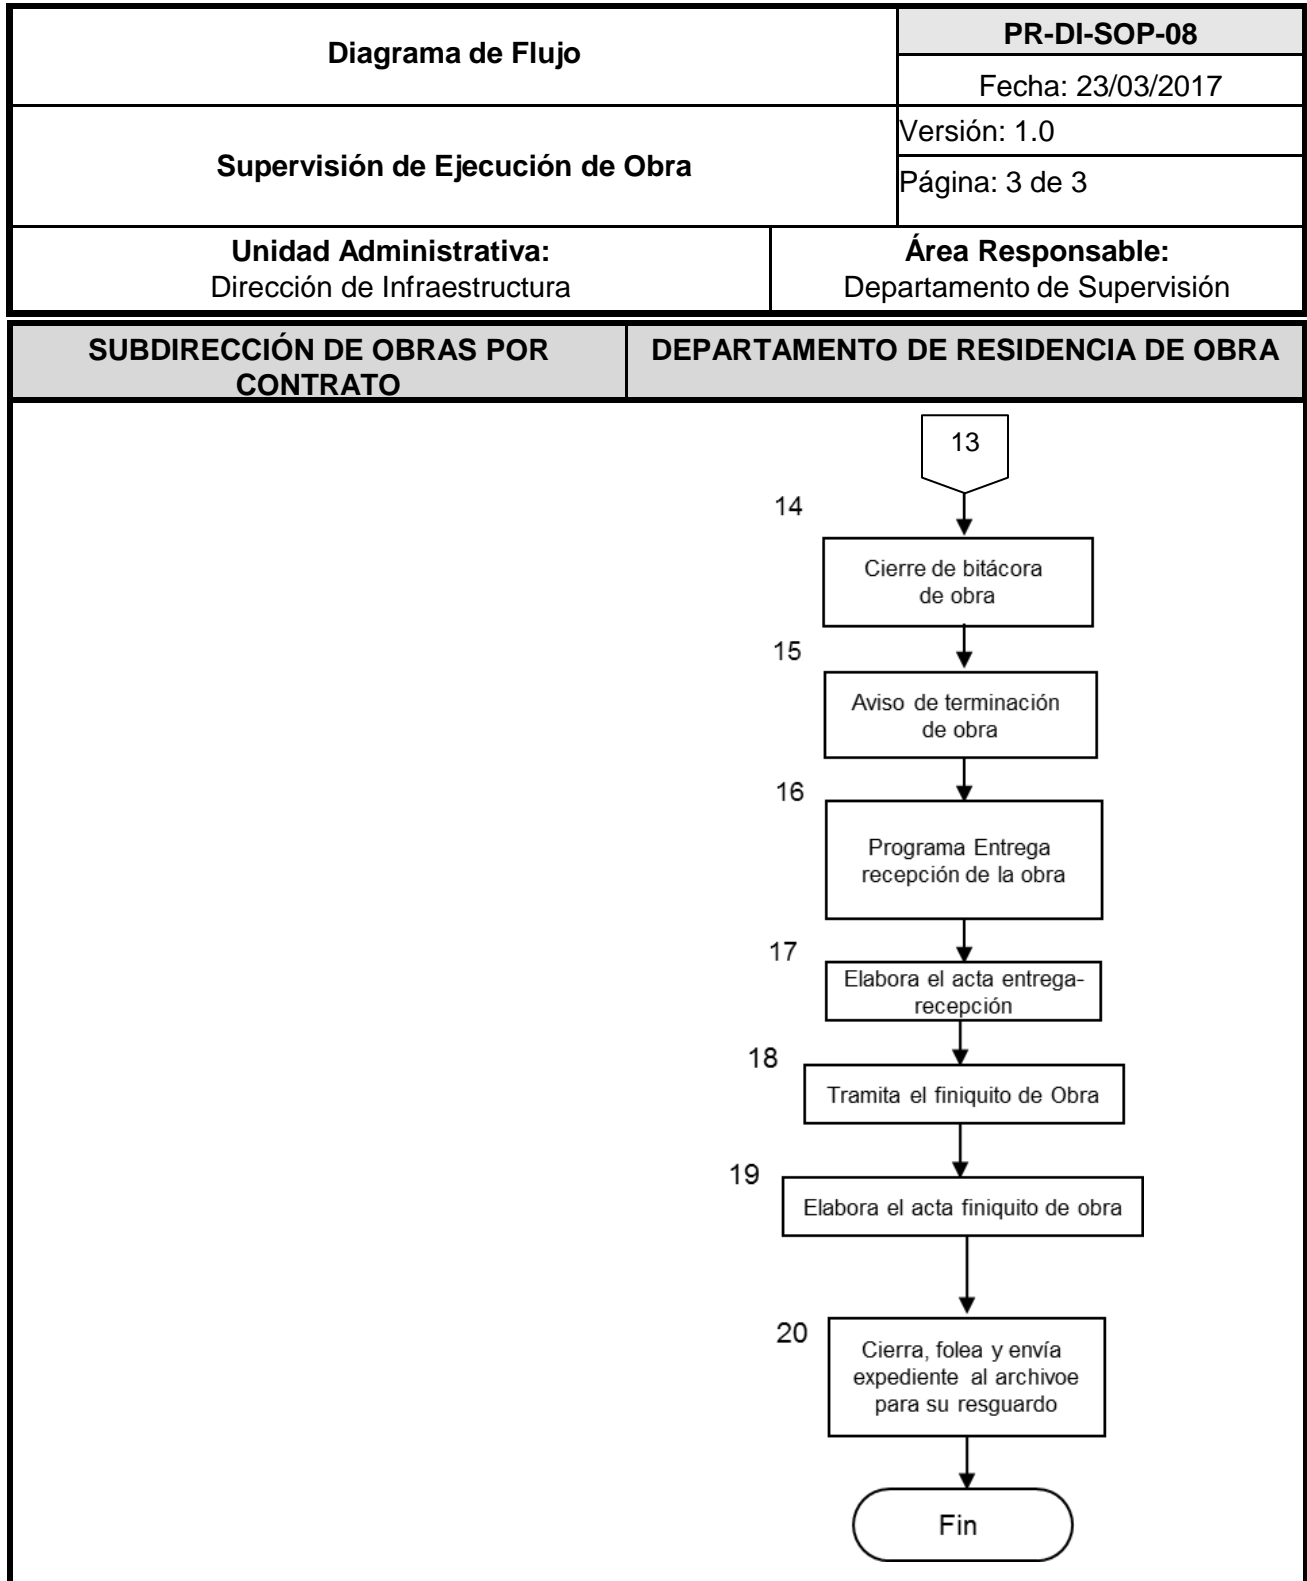 Diagrama de Flujo
PR-DI-SOP-08
Fecha: 23/03/2017
Supervisión de Ejecución de Obra
Versión: 1.0
Página: 3 de 3
Unidad Administrativa:
Dirección de Infraestructura
Área Responsable:
Departamento de Supervisión
SUBDIRECCIÓN DE OBRAS POR
CONTRATO
DEPARTAMENTO DE RESIDENCIA DE OBRA
13
14
Cierre de bitácora
de obra
15
Aviso de terminación
de obra
16
Programa Entrega
recepción de la obra
17
Elabora el acta entrega-
recepción
18
Tramita el finiquito de Obra
19
Elabora el acta finiquito de obra
20
Cierra, folea y envía
expediente al archivoe
para su resguardo
Fin